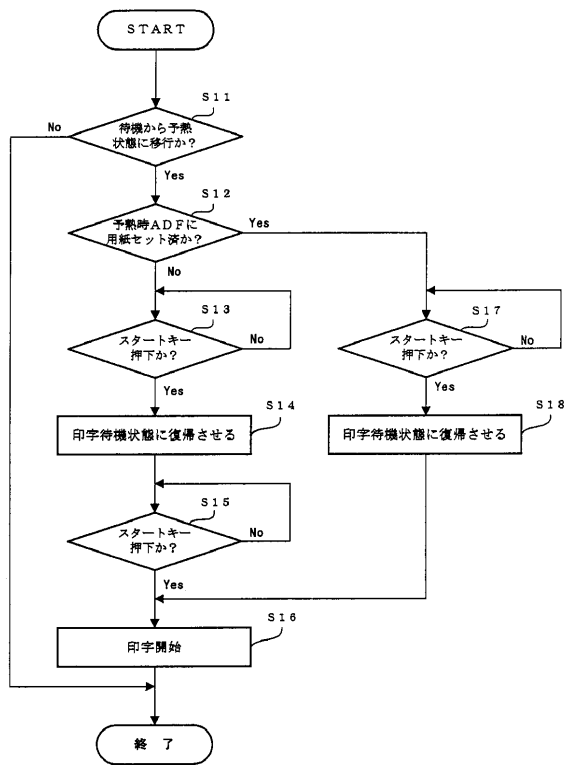 START
S11
No
待機から予熱
状態に移行か?
Yes
S12
予熱時ADFに
用紙セット済か?
Yes
No
S13
スタートキー
押下か?
No
Yes
S17
スタートキー
押下か?
No
Yes
S14
印字待機状態に復帰させる
S18
印字待機状態に復帰させる
S15
スタートキー
押下か?
No
Yes
S16
印字開始
終 了